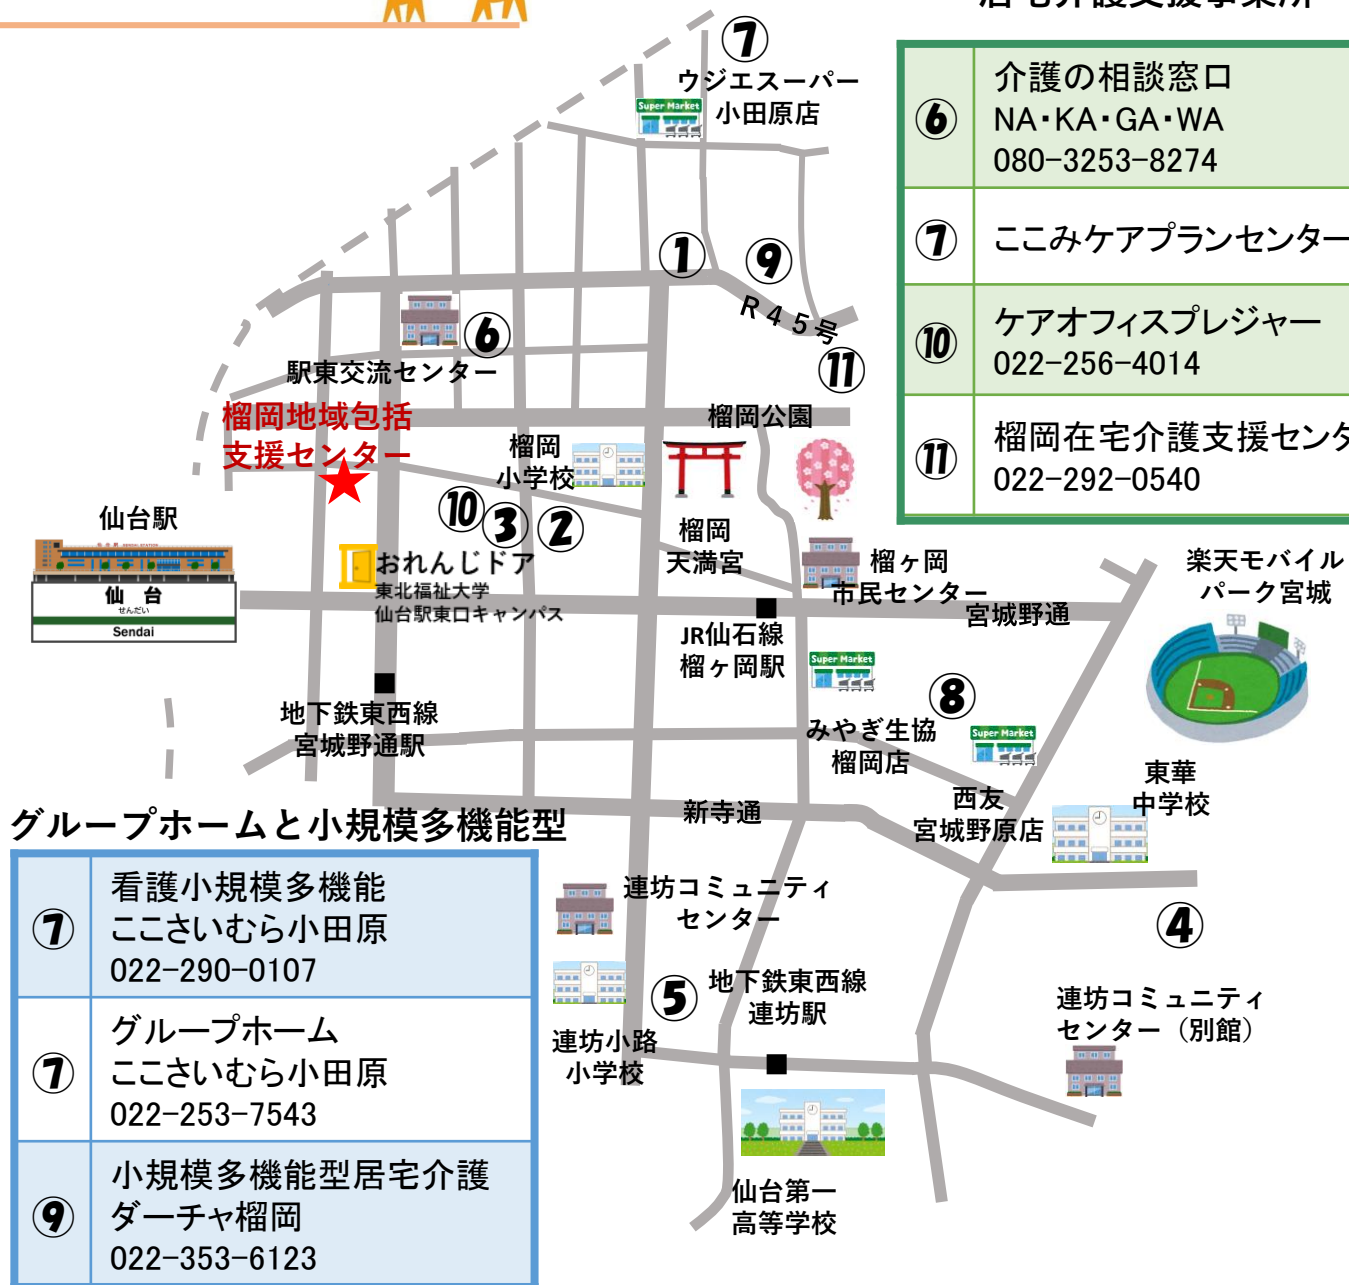 居宅介護支援事業所
⑥
介護の相談窓口
NA・KA・GA・WA
080-3253-8274
⑦
ここみケアプランセンター
⑩
ケアオフィスプレジャー
022-256-4014
⑪
榴岡在宅介護支援センタ
022-292-0540
⑦
ウジエスーパー
小田原店
Super Market
①
⑨
R45号
⑥
駅東交流センター
⑪
榴岡公園
榴岡地域包括
支援センター
榴岡
小学校
⑩
③
②
榴岡
天満宮
仙台駅
仙 台
せんだい
Sendai
おれんじドア
東北福祉大学
仙台駅東口キャンパス
榴ヶ岡
市民センター
宮城野通
楽天モバイル
パーク宮城
JR仙石線
榴ヶ岡駅
Super Market
⑧
みやぎ生協
榴岡店
Super Market
地下鉄東西線
宮城野通駅
西友
宮城野原店
東華
中学校
新寺通
グループホームと小規模多機能型
⑦
看護小規模多機能
ここさいむら小田原
022-290-0107
⑦
グループホーム
ここさいむら小田原
022-253-7543
⑨
小規模多機能型居宅介護
ダーチャ榴岡
022-353-6123
連坊コミュニティ
センター
④
⑤
地下鉄東西線
連坊駅
連坊小路
小学校
連坊コミュニティ
センター（別館）
仙台第一
高等学校